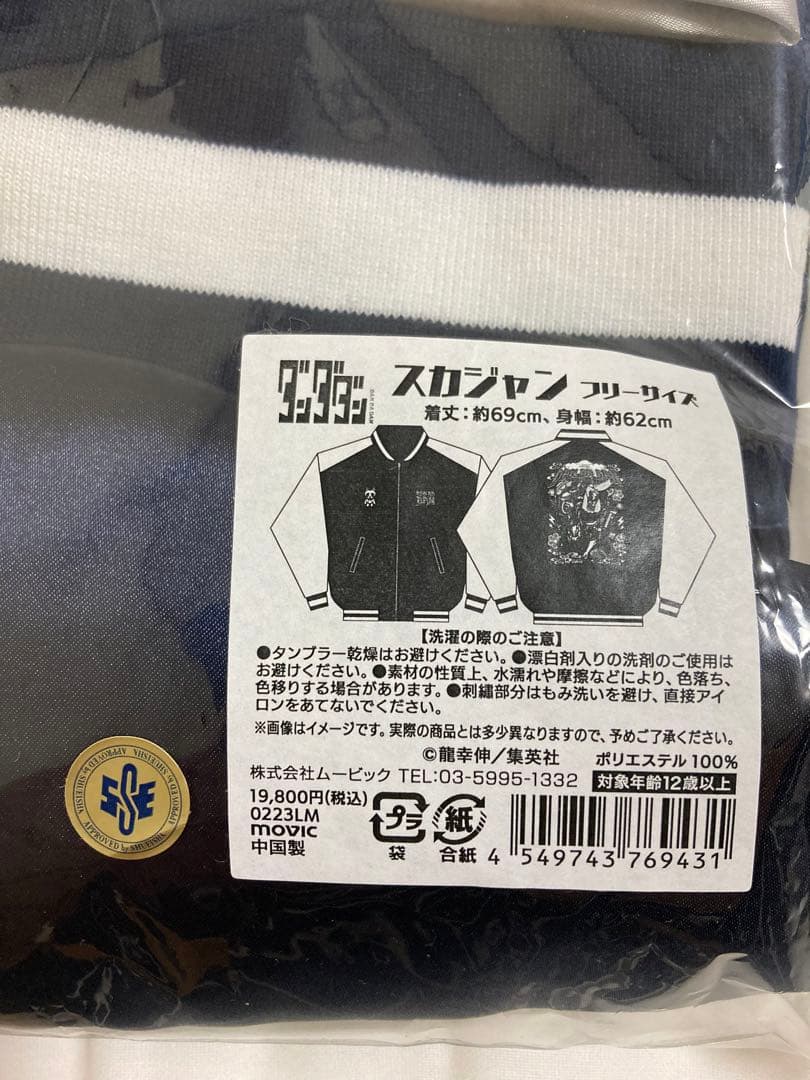 ダンダダン
DAN DA DAN
スカジャン フリーサイズ
着丈：約69cm、身幅：約62cm
【洗濯の際のご注意】
●タンブラー乾燥はお避けください。●漂白剤入りの洗剤のご使用は
お避けください。●素材の性質上、水濡れや摩擦などにより、色落ち、
色移りする場合があります。●刺繍部分はもみ洗いを避け、直接アイ
ロンをあてないでください。
※画像はイメージです。実際の商品とは多少異なりますので、予めご了承ください。
©龍幸伸/集英社 ポリエステル100%
株式会社ムービック TEL:03-5995-1332 対象年齢12歳以上
19,800円(税込)
0223LM
movic
中国製
プラ
袋
紙
台紙
4 549743 769431
APPROVED by SHUEISHA
SE
APPROVED by SHUEISHA